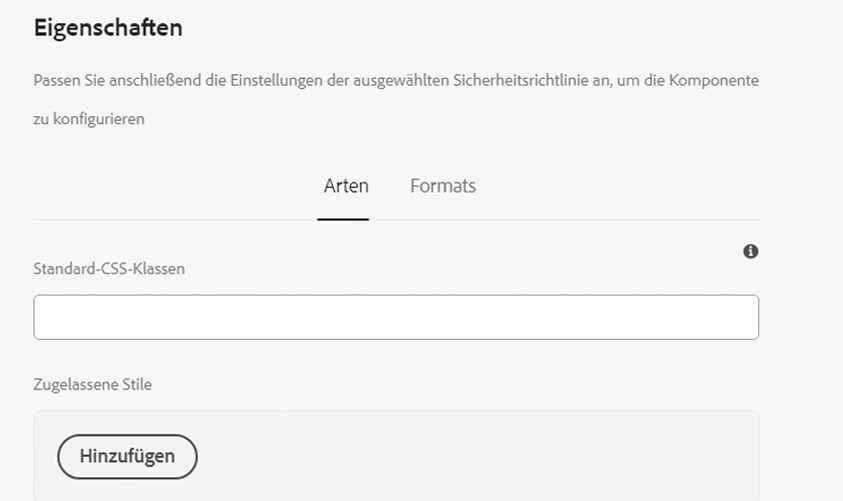 Eigenschaften
Passen Sie anschließend die Einstellungen der ausgewählten Sicherheitsrichtlinie an, um die Komponente
zu konfigurieren
Arten Formats
Standard-CSS-Klassen
Zugelassene Stile
Hinzufügen